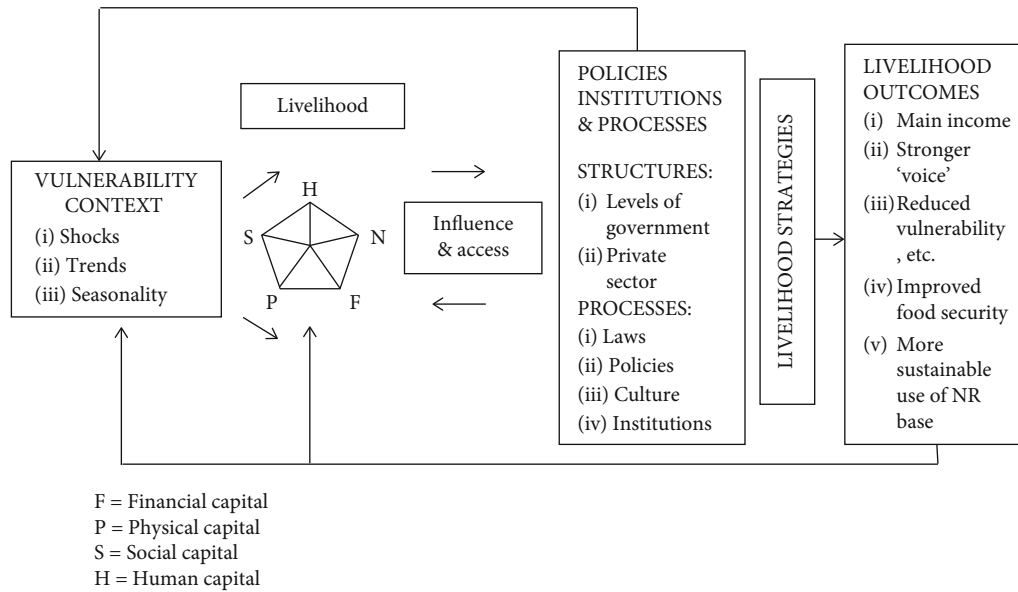 Livelihood
VULNERABILITY
CONTEXT
(i) Shocks
(ii) Trends
(iii) Seasonality
H
S
N
P
F
Influence
& access
POLICIES
INSTITUTIONS
& PROCESSES
STRUCTURES:
(i) Levels of
government
(ii) Private
sector
PROCESSES:
(i) Laws
(ii) Policies
(iii) Culture
(iv) Institutions
LIVELIHOOD STRATEGIES
LIVELIHOOD
OUTCOMES
(i) Main income
(ii) Stronger
‘voice’
(iii) Reduced
vulnerability
, etc.
(iv) Improved
food security
(v) More
sustainable
use of NR
base
F = Financial capital
P = Physical capital
S = Social capital
H = Human capital